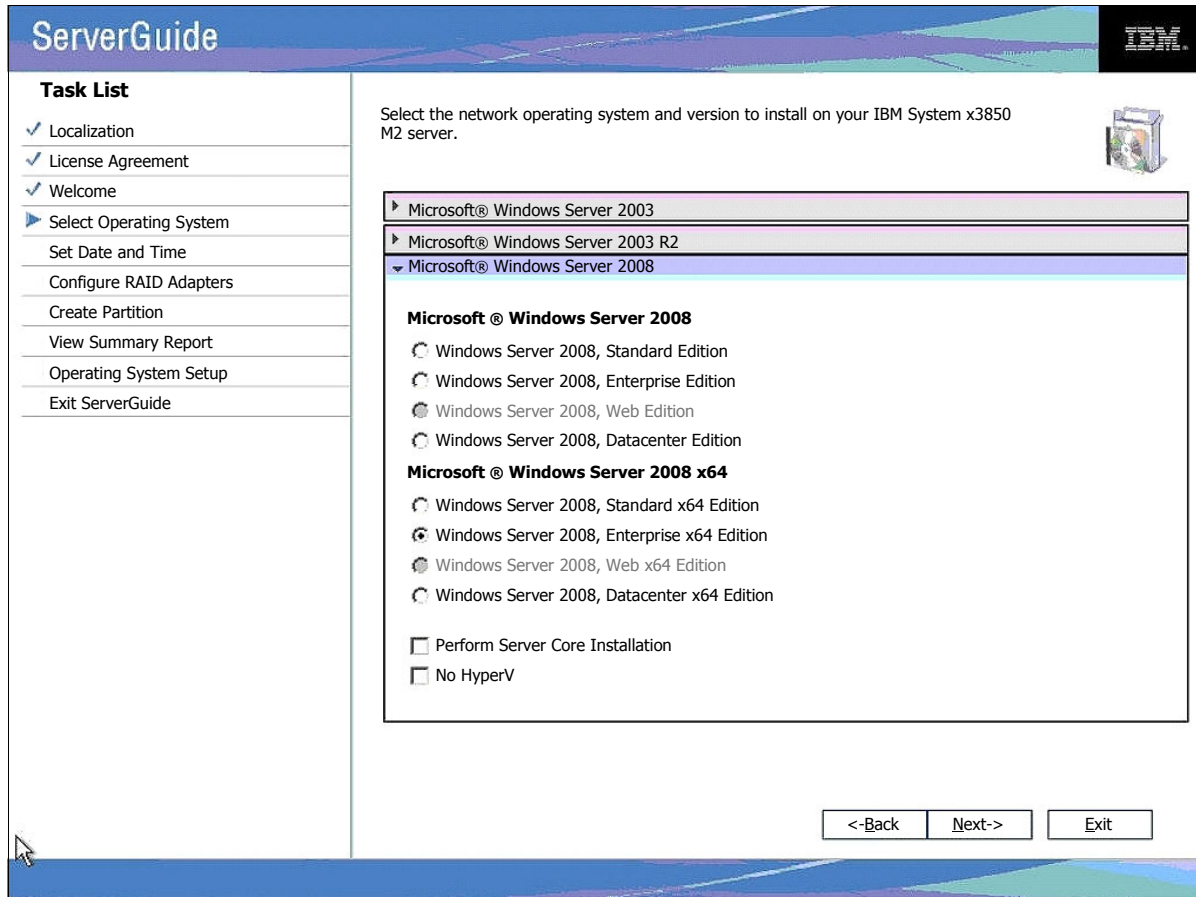 ServerGuide
IBM.
Task List
Localization
License Agreement
Welcome
Select Operating System
Set Date and Time
Configure RAID Adapters
Create Partition
View Summary Report
Operating System Setup
Exit ServerGuide
Select the network operating system and version to install on your IBM System x3850
M2 server.
Microsoft® Windows Server 2003
Microsoft® Windows Server 2003 R2
Microsoft® Windows Server 2008
Microsoft ® Windows Server 2008
Windows Server 2008, Standard Edition
Windows Server 2008, Enterprise Edition
Windows Server 2008, Web Edition
Windows Server 2008, Datacenter Edition
Microsoft ® Windows Server 2008 x64
Windows Server 2008, Standard x64 Edition
Windows Server 2008, Enterprise x64 Edition
Windows Server 2008, Web x64 Edition
Windows Server 2008, Datacenter x64 Edition
Perform Server Core Installation
No HyperV
<-Back Next-> Exit